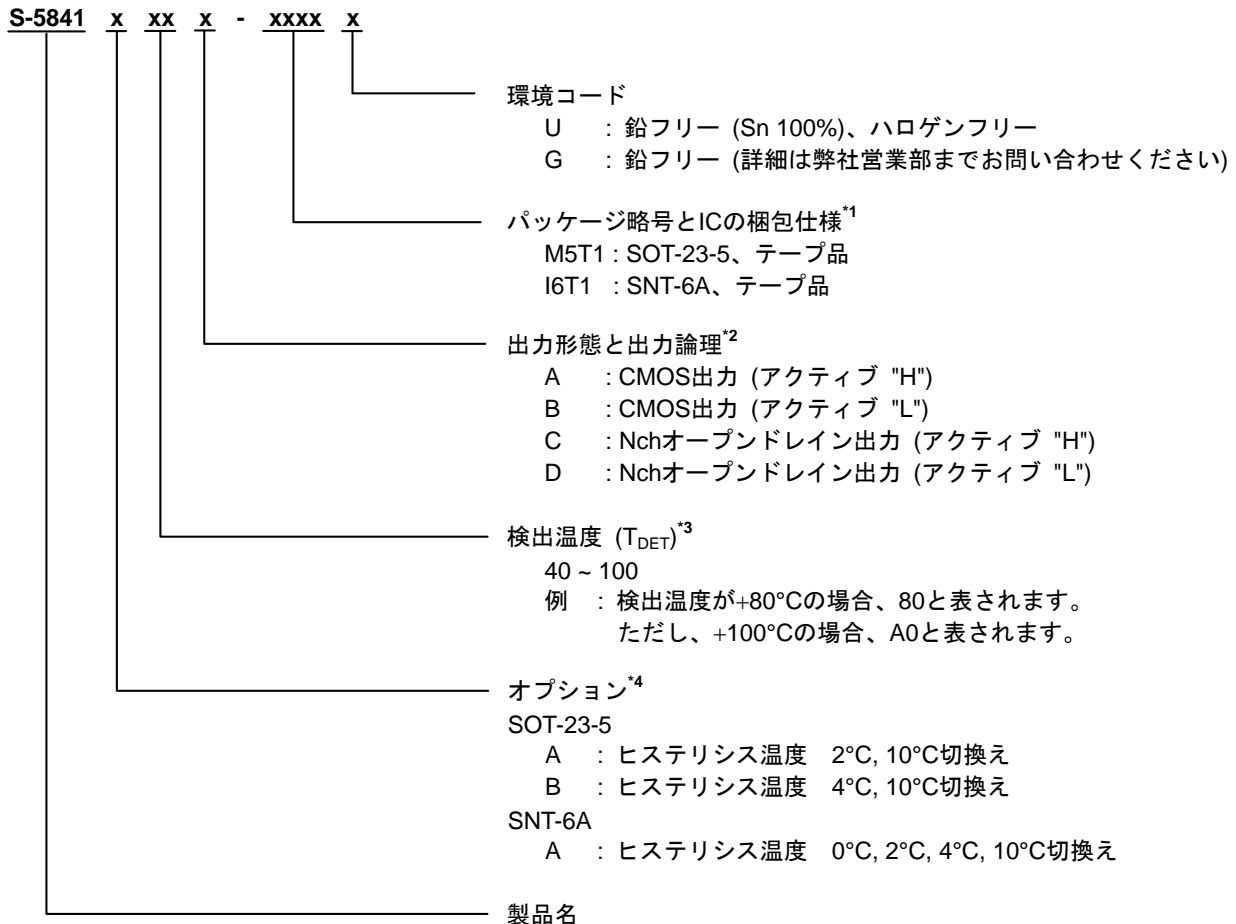 S-5841 x xx x - xxxx x
環境コード
U : 鉛フリー (Sn 100%)、ハロゲンフリー
G : 鉛フリー (詳細は弊社営業部までお問い合わせください)
パッケージ略号とICの梱包仕様*1
M5T1 : SOT-23-5、テープ品
I6T1 : SNT-6A、テープ品
出力形態と出力論理*2
A : CMOS出力 (アクティブ "H")
B : CMOS出力 (アクティブ "L")
C : Nchオープンドレイン出力 (アクティブ "H")
D : Nchオープンドレイン出力 (アクティブ "L")
検出温度 (TDET)*3
40 ~ 100
例 : 検出温度が+80°Cの場合、80と表されます。
ただし、+100°Cの場合、A0と表されます。
オプション*4
SOT-23-5
A : ヒステリシス温度 2°C, 10°C切換え
B : ヒステリシス温度 4°C, 10°C切換え
SNT-6A
A : ヒステリシス温度 0°C, 2°C, 4°C, 10°C切換え
製品名